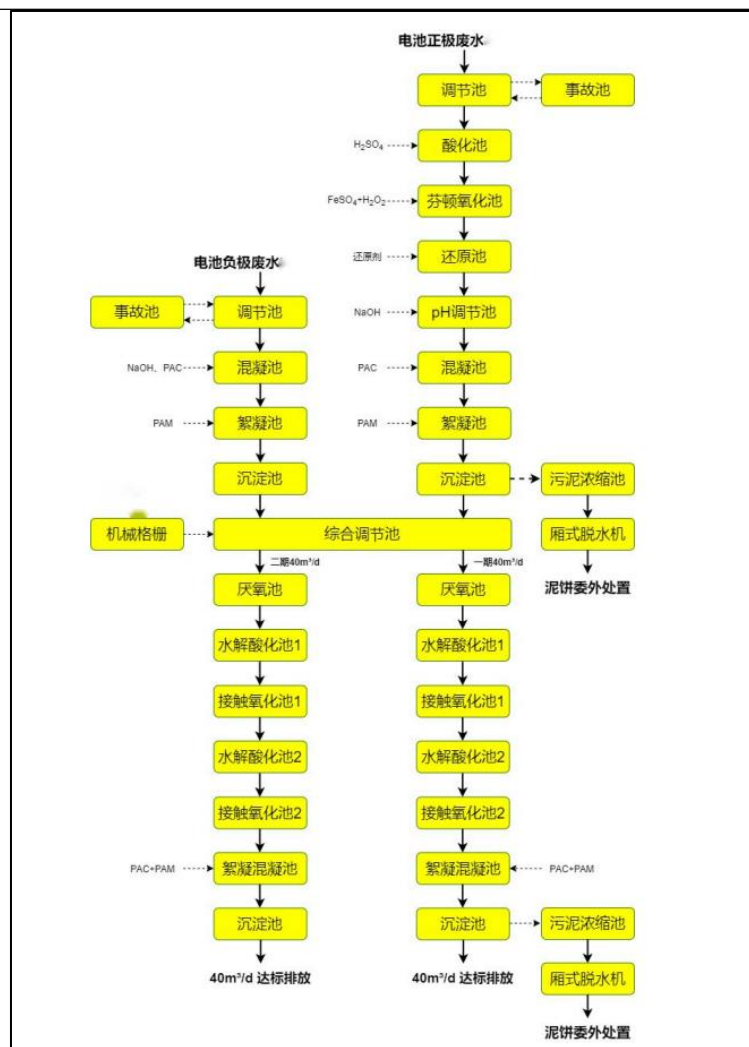 电池正极废水
调节池
事故池
H₂SO₄
酸化池
FeSO₄+H₂O₂
芬顿氧化池
还原剂
还原池
电池负极废水
事故池
调节池
NaOH
pH调节池
NaOH、PAC
混凝池
PAC
混凝池
PAM
絮凝池
PAM
絮凝池
沉淀池
沉淀池
污泥浓缩池
机械格栅
综合调节池
厢式脱水机
二期40m³/d
一期40m³/d
泥饼委外处置
厌氧池
厌氧池
水解酸化池1
水解酸化池1
接触氧化池1
接触氧化池1
水解酸化池2
水解酸化池2
接触氧化池2
接触氧化池2
PAC+PAM
絮凝混凝池
絮凝混凝池
PAC+PAM
沉淀池
沉淀池
污泥浓缩池
40m³/d 达标排放
40m³/d 达标排放
厢式脱水机
泥饼委外处置